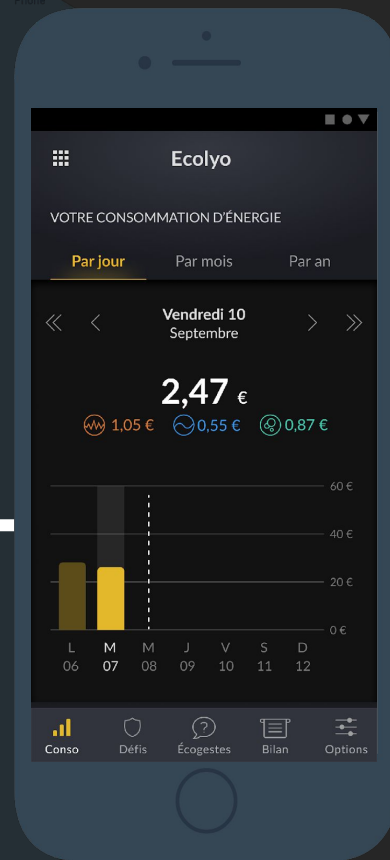 Phone
Ecolyo
VOTRE CONSOMMATION D'ÉNERGIE
Par jour Par mois Par an
Vendredi 10
Septembre
2,47 €
1,05 € 0,55 € 0,87 €
60 €
40 €
20 €
0 €
L M M J V S D
06 07 08 09 10 11 12
Conso Défis Écogestes Bilan Options